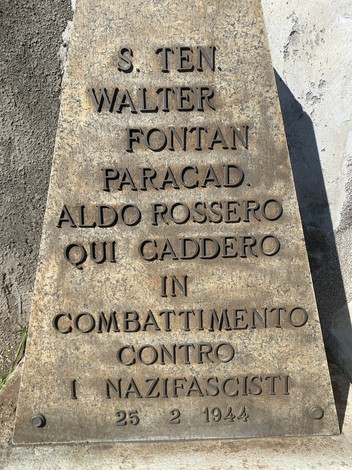 S. TEN.
WALTER
FONTAN
PARACAD.
ALDO ROSSERO
QUI CADDERO
IN
COMBATTIMENTO
CONTRO
I NAZIFASCISTI
25 2 1944